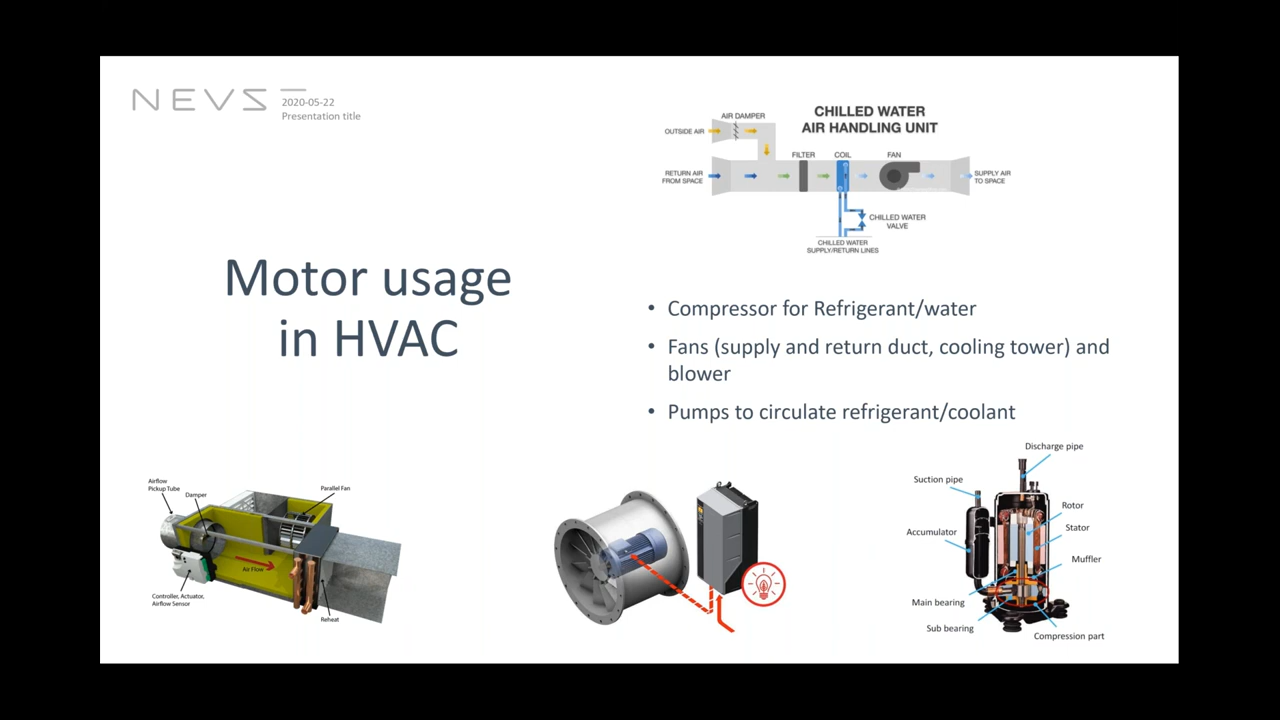 NEVS
2020-05-22
Presentation title
CHILLED WATER
AIR HANDLING UNIT
AIR DAMPER
OUTSIDE AIR
FILTER
COIL
FAN
RETURN AIR
FROM SPACE
SUPPLY AIR
TO SPACE
CHILLED WATER
VALVE
CHILLED WATER
SUPPLY/RETURN LINES
Motor usage
in HVAC
• Compressor for Refrigerant/water
• Fans (supply and return duct, cooling tower) and
blower
• Pumps to circulate refrigerant/coolant
Airflow
Pickup Tube
Damper
Parallel Fan
Air Flow
Controller, Actuator,
Airflow Sensor
Reheat
Discharge pipe
Suction pipe
Rotor
Stator
Accumulator
Muffler
Main bearing
Sub bearing
Compression part